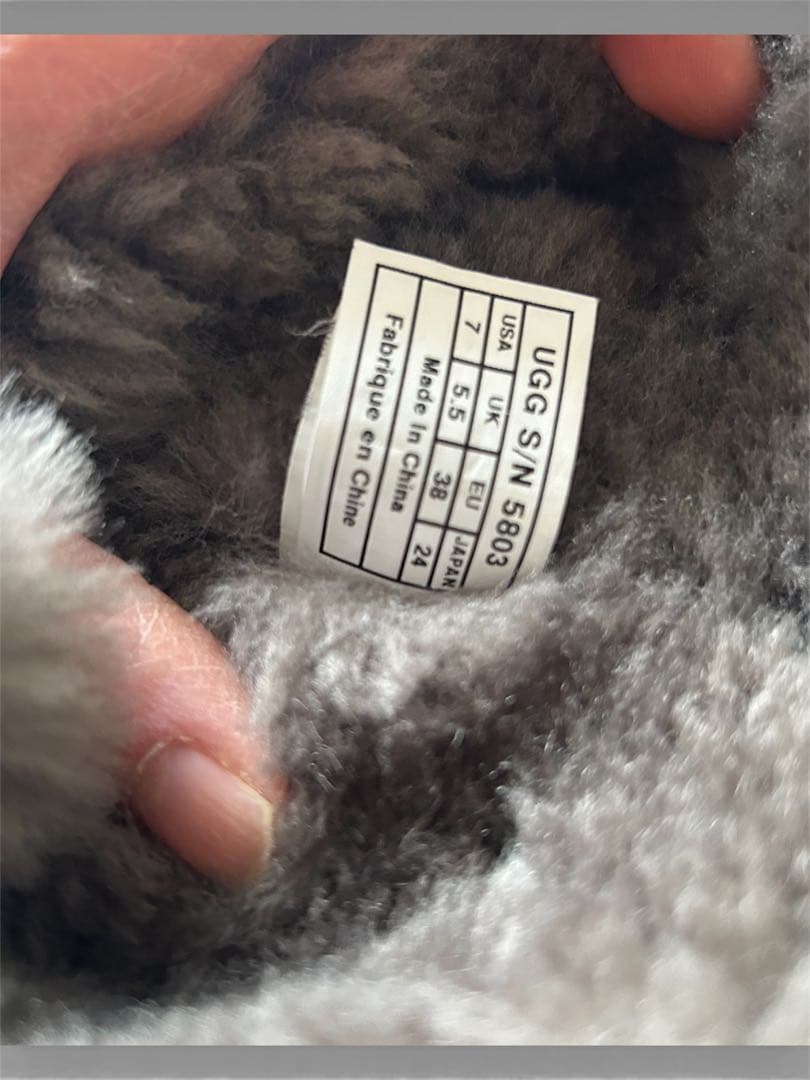 UGG S/N 5803
USA UK EU JAPAN
7 5.5 38 24
Made in China
Fabrique en Chine